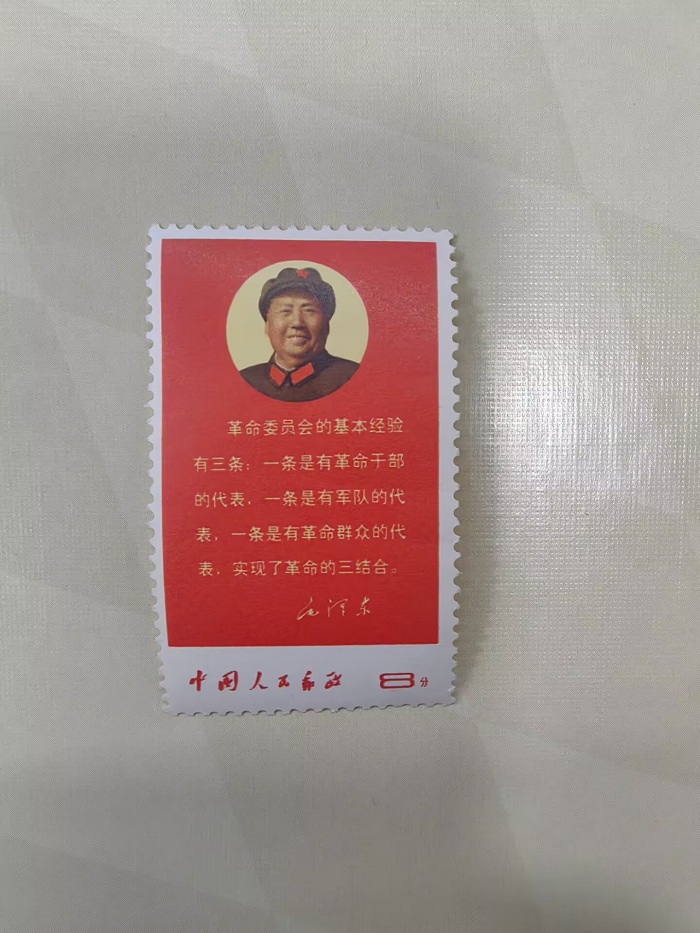 革命委员会的基本经验
有三条：一条是有革命干部
的代表，一条是有军队的代
表，一条是有革命群众的代
表，实现了革命的三结合。
毛泽东
中国人民邮政 8分